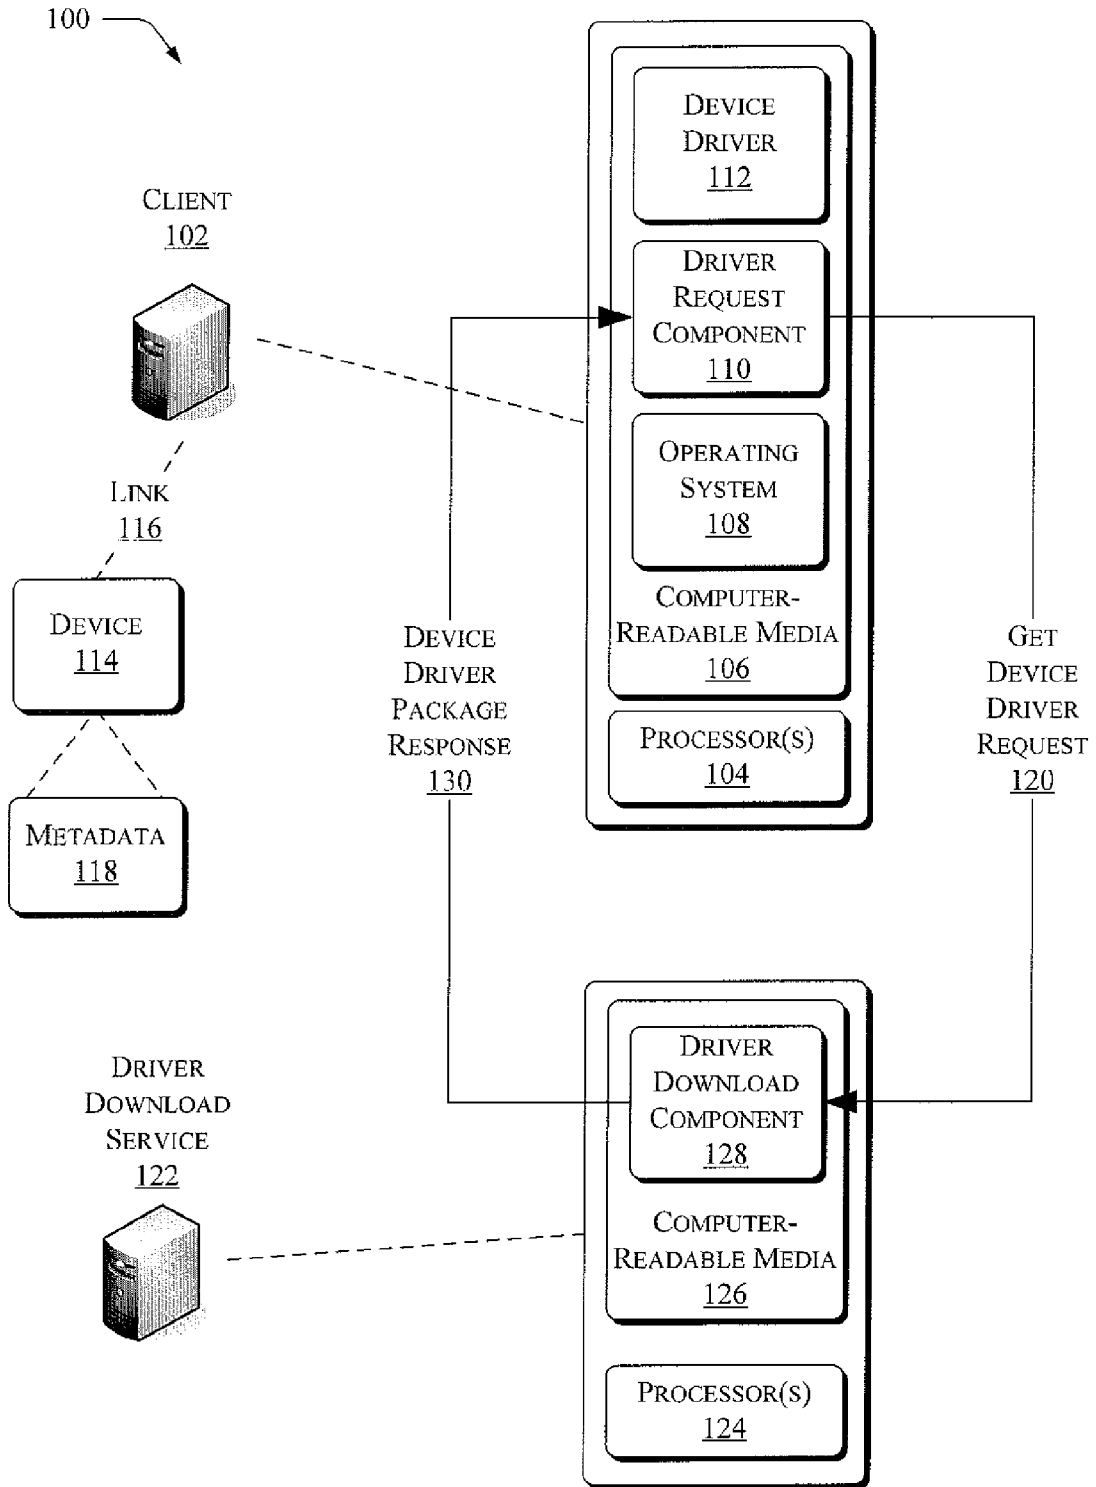 100
CLIENT
102
LINK
116
DEVICE
114
METADATA
118
DEVICE
DRIVER
112
DRIVER
REQUEST
COMPONENT
110
OPERATING
SYSTEM
108
COMPUTER-
READABLE MEDIA
106
PROCESSOR(S)
104
DEVICE
DRIVER
PACKAGE
RESPONSE
130
GET
DEVICE
DRIVER
REQUEST
120
DRIVER
DOWNLOAD
SERVICE
122
DRIVER
DOWNLOAD
COMPONENT
128
COMPUTER-
READABLE MEDIA
126
PROCESSOR(S)
124